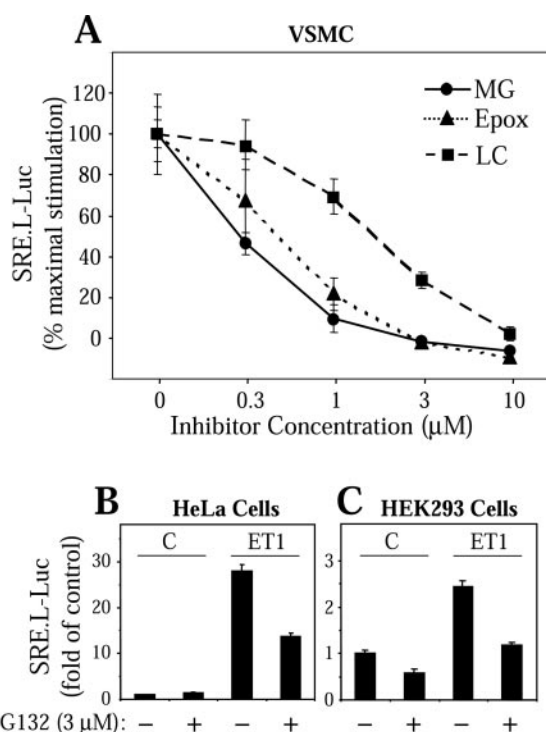 A
VSMC
MG
Epox
LC
SRE.L-Luc
(% maximal stimulation)
120
100
80
60
40
20
0
0 0.3 1 3 10
Inhibitor Concentration (µM)
B
HeLa Cells
C ET1
SRE.L-Luc
(fold of control)
30
20
10
0
C
HEK293 Cells
C ET1
3
2
1
0
G132 (3 µM): − + − + − + − +